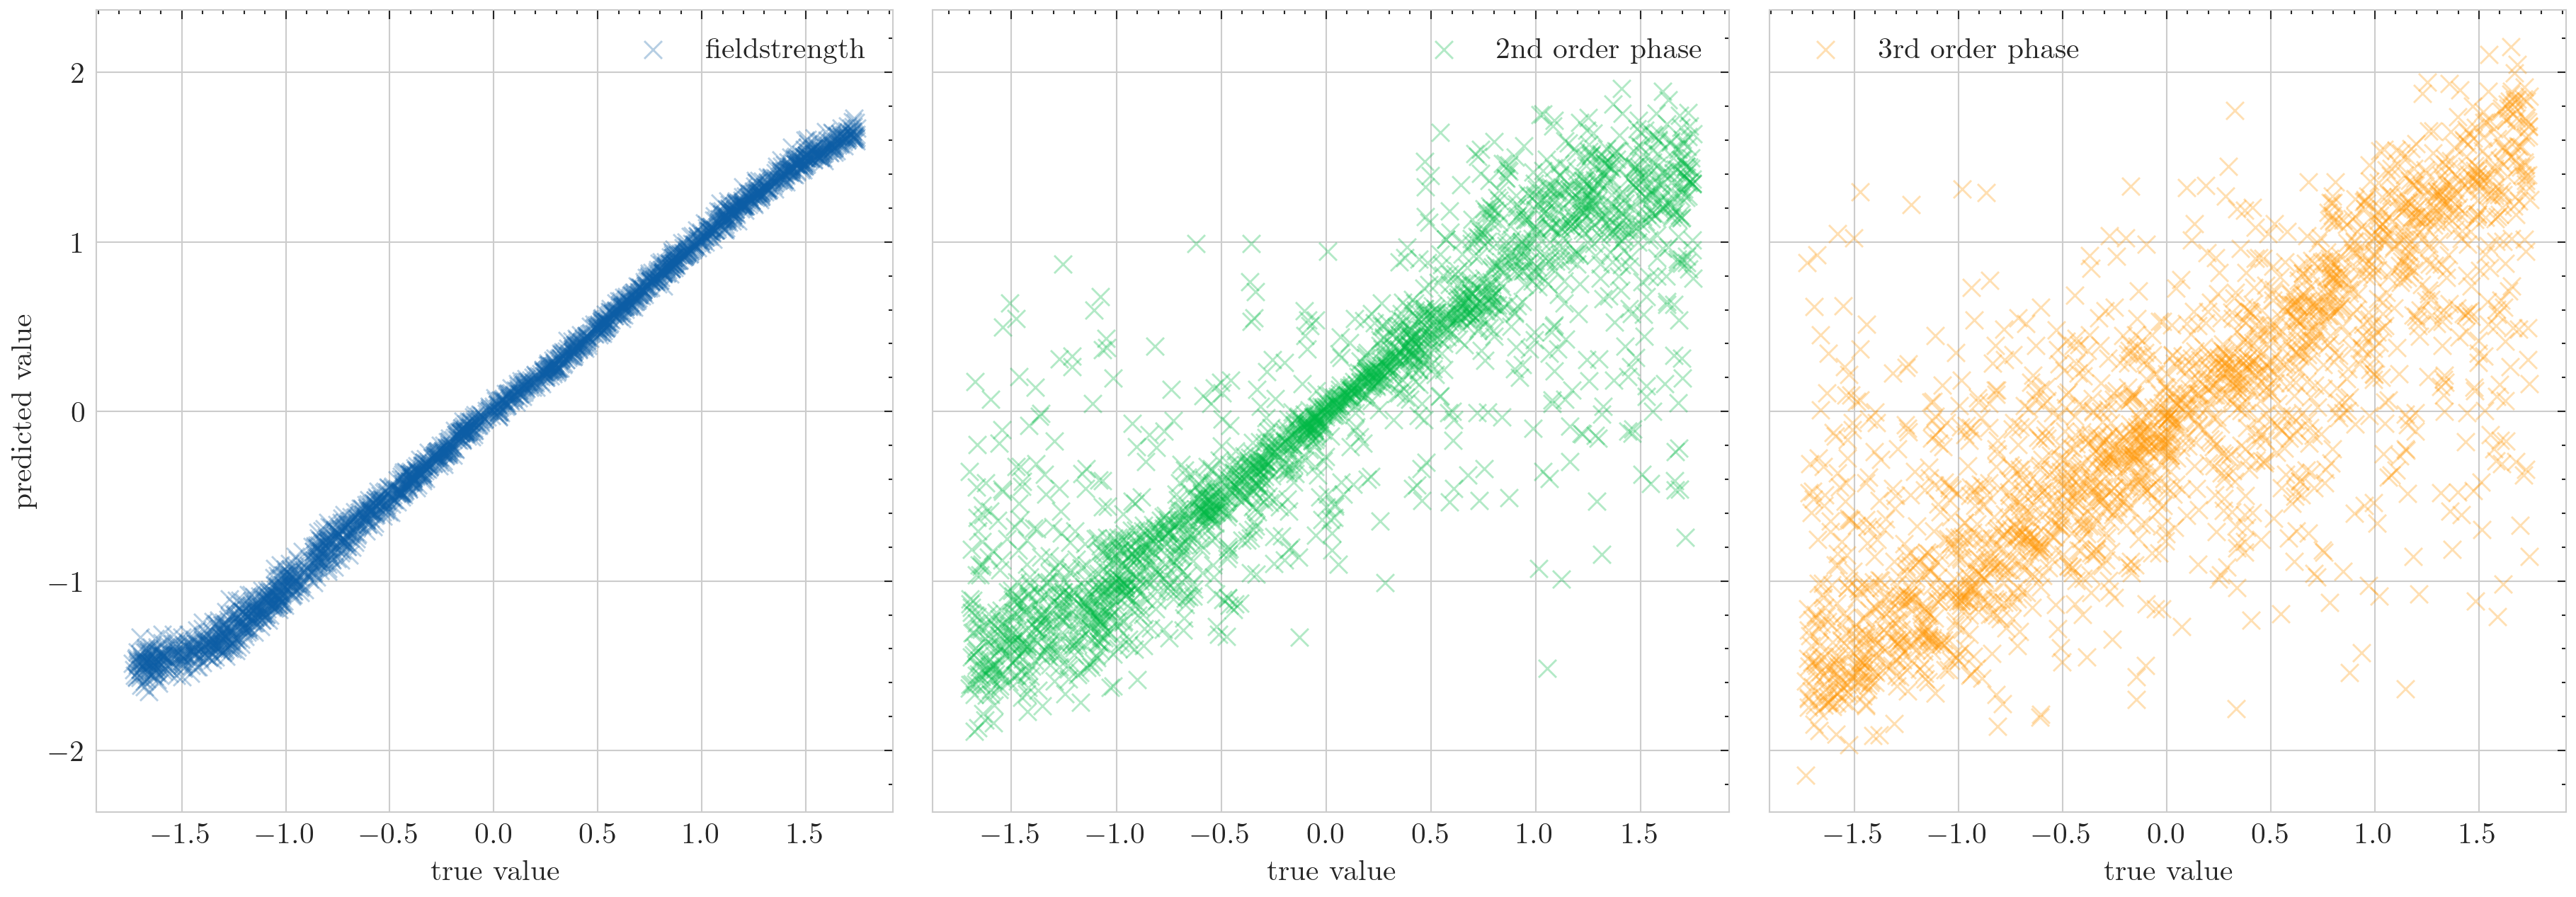 fieldstrength
2nd order phase
3rd order phase
2
1
0
−1
−2
predicted value
−1.5 −1.0 −0.5 0.0 0.5 1.0 1.5
−1.5 −1.0 −0.5 0.0 0.5 1.0 1.5
−1.5 −1.0 −0.5 0.0 0.5 1.0 1.5
true value
true value
true value